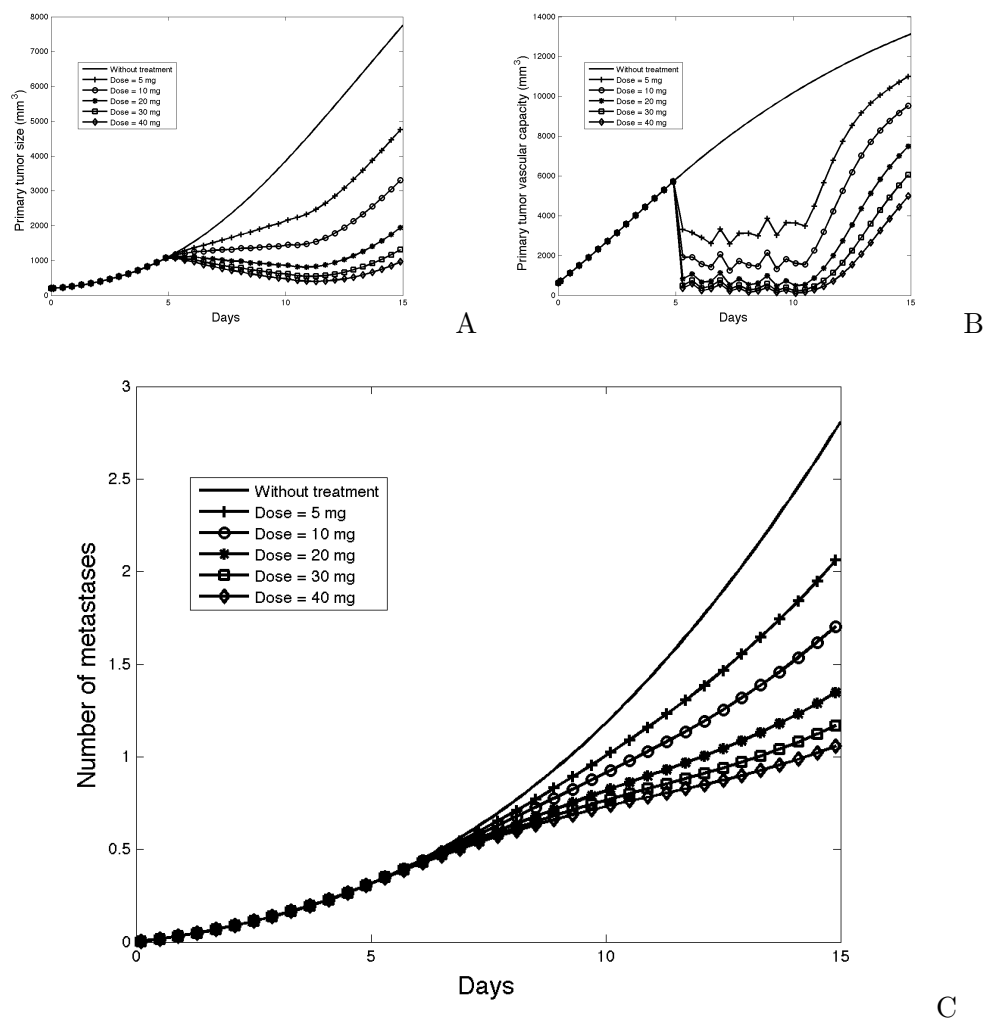 8000
7000
6000
5000
4000
3000
2000
1000
0
Primary tumor size (mm3)
Without treatment
Dose = 5 mg
Dose = 10 mg
Dose = 20 mg
Dose = 30 mg
Dose = 40 mg
0 5 10 15
Days
A
14000
12000
10000
8000
6000
4000
2000
0
Primary tumor vascular capacity (mm3)
Without treatment
Dose = 5 mg
Dose = 10 mg
Dose = 20 mg
Dose = 30 mg
Dose = 40 mg
0 5 10 15
Days
B
3
2.5
2
1.5
1
0.5
0
Number of metastases
Without treatment
Dose = 5 mg
Dose = 10 mg
Dose = 20 mg
Dose = 30 mg
Dose = 40 mg
0 5 10 15
Days
C